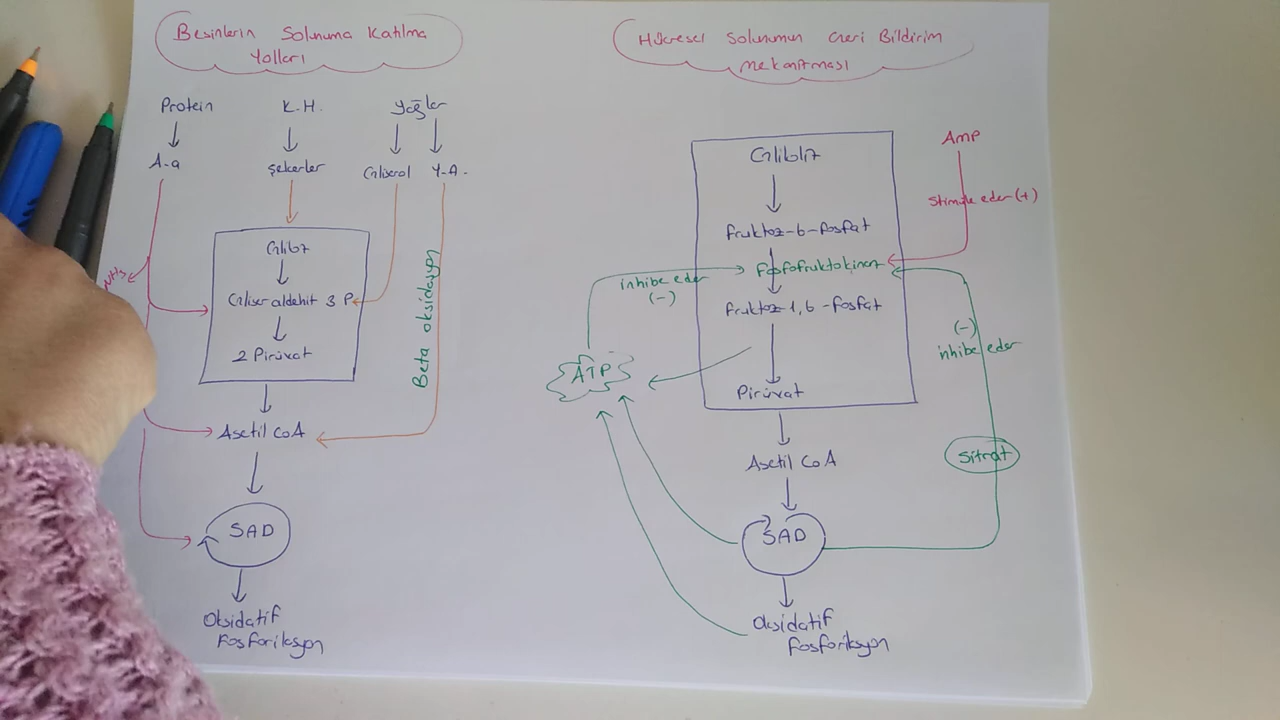 Besinlerin Solunuma Katılma
Yolları
Protein
K.H.
Yağlar
A-a
Şekerler
Gliserol
Y.A.
NH3
Glikoz
Gliser aldehit 3 P
2 Pirüvat
Beta oksidasyon
Asetil CoA
SAD
Oksidatif
Fosforilasyon
Hücresel Solunumun Geri Bildirim
Mekanizması
Glikoz
AMP
Stimüle eder (+)
Fruktoz-6-fosfat
Fosfofruktokinaz
inhibe eder
(-)
Fruktoz-1,6-fosfat
(-)
inhibe eder
ATP
Pirüvat
Asetil CoA
Sitrat
SAD
Oksidatif
Fosforilasyon